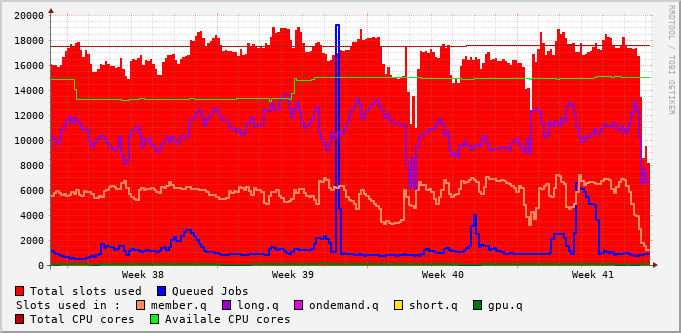 RRDTOOL / TOBI OETIKER
20000
18000
16000
14000
12000
10000
8000
6000
4000
2000
0
Week 38 Week 39 Week 40 Week 41
Total slots used Queued Jobs
Slots used in : member.q long.q ondemand.q short.q gpu.q
Total CPU cores Availale CPU cores